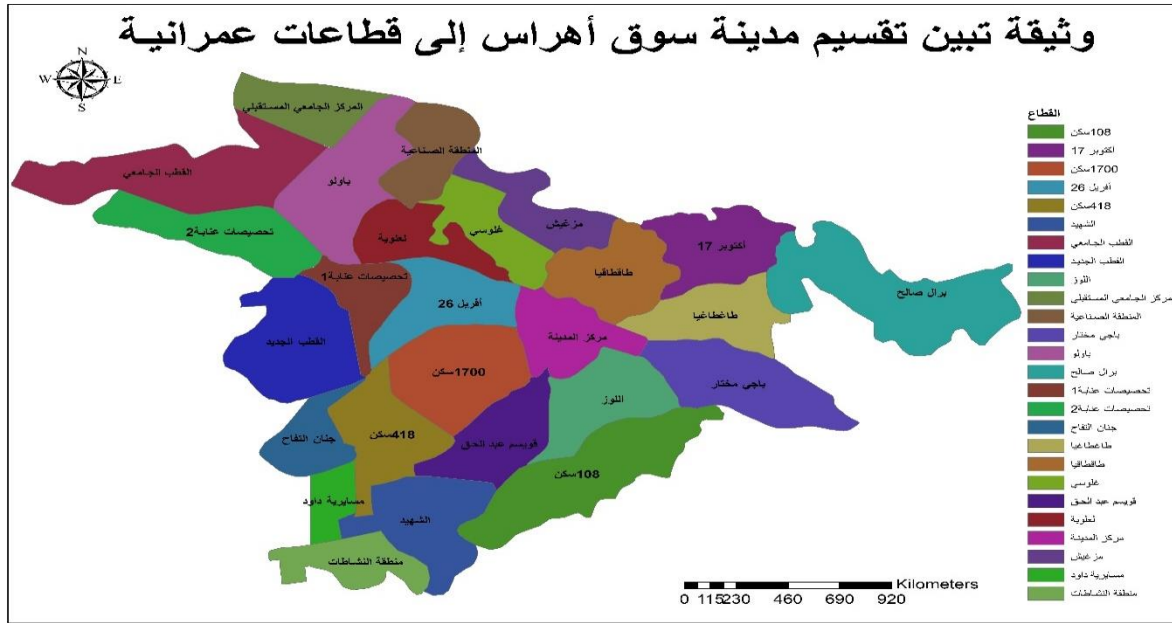 وثيقة تبين تقسيم مدينة سوق أهراس إلى قطاعات عمرانية
N
W E
S
المركز الجامعي المستقبلي
المنطقة الصناعية
باولو
القطب الجامعي
مزغيش
غلوسي
لعلوية
تحصيصات عنابة2
طاقطاقيا
أكتوبر 17
برال صالح
تحصيصات عنابة1
أفريل 26
طاغطاغيا
مركز المدينة
القطب الجديد
1700سكن
باجي مختار
اللوز
جنان التفاح
418سكن
قويسم عبد الحق
108سكن
مسايرية داود
الشهيد
منطقة النشاطات
القطاع
108سكن
أكتوبر 17
1700سكن
أفريل 26
418سكن
الشهيد
القطب الجامعي
القطب الجديد
اللوز
مركز الجامعي المستقبلي
المنطقة الصناعية
باجي مختار
باولو
برال صالح
تحصيصات عنابة1
تحصيصات عنابة2
جنان التفاح
طاغطاغيا
طاقطاقيا
غلوسي
قويسم عبد الحق
لعلوية
مركز المدينة
مزغيش
مسايرية داود
منطقة النشاطات
Kilometers
0 115230 460 690 920